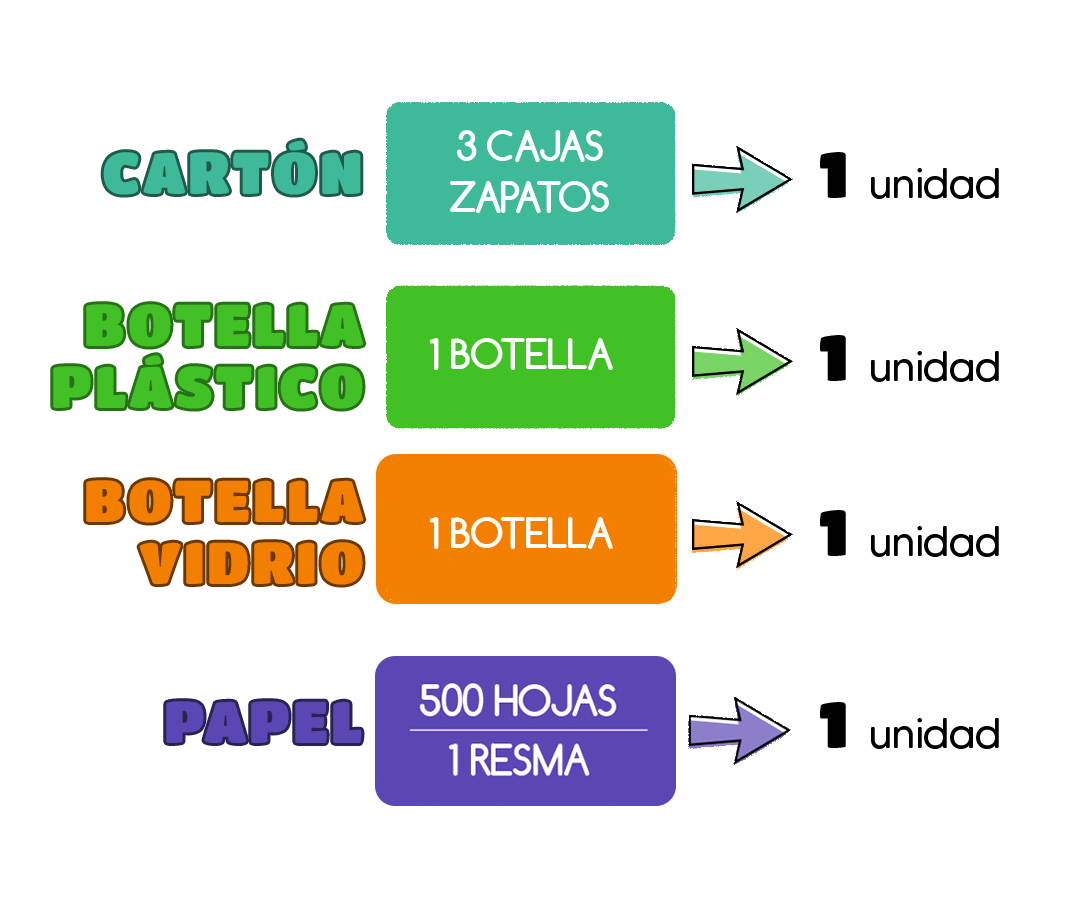 CARTÓN
3 CAJAS
ZAPATOS
1 unidad
BOTELLA
PLÁSTICO
1 BOTELLA
1 unidad
BOTELLA
VIDRIO
1 BOTELLA
1 unidad
PAPEL
500 HOJAS
1 RESMA
1 unidad